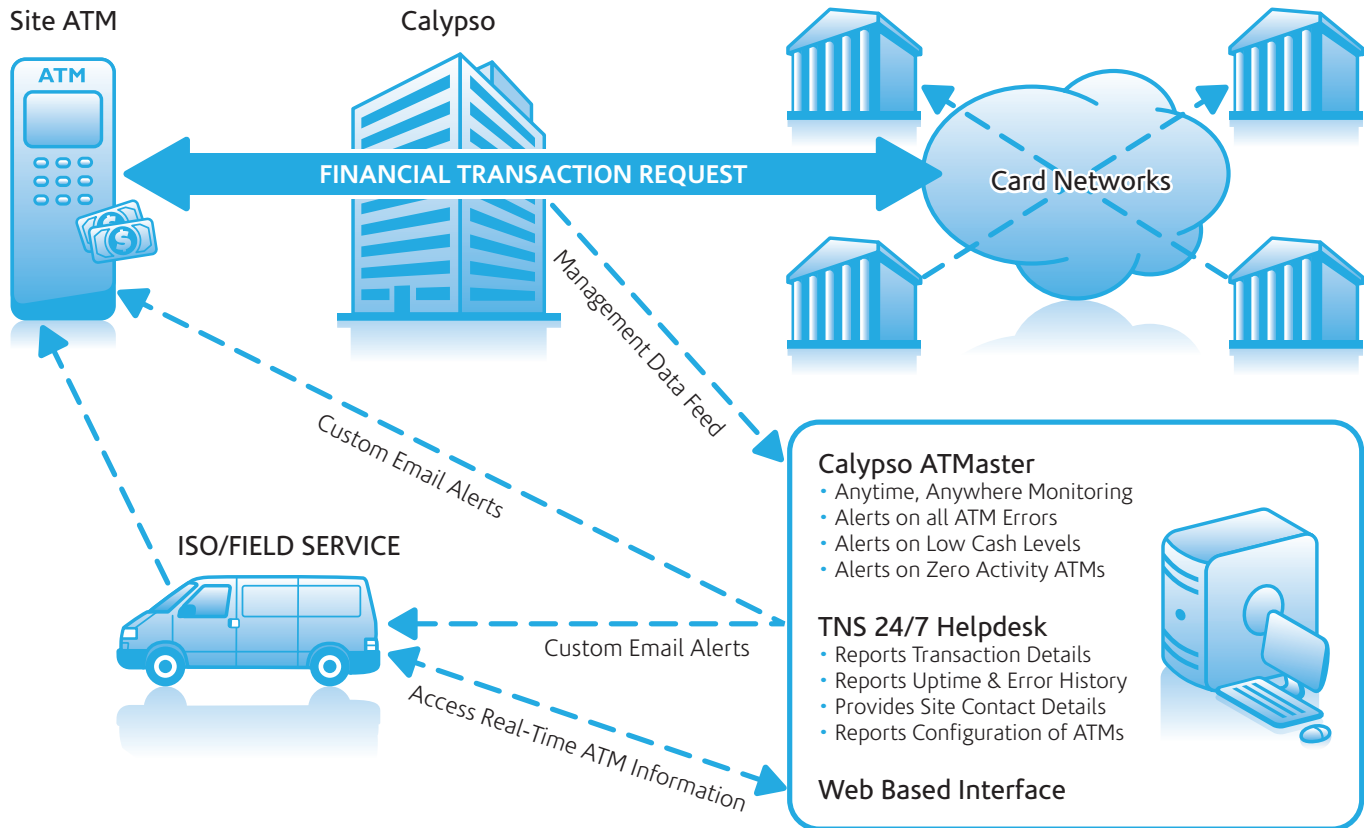 Site ATM
Calypso
ATM
FINANCIAL TRANSACTION REQUEST
Card Networks
Management Data Feed
Custom Email Alerts
ISO/FIELD SERVICE
Custom Email Alerts
Access Real-Time ATM Information
Calypso ATMaster
• Anytime, Anywhere Monitoring
• Alerts on all ATM Errors
• Alerts on Low Cash Levels
• Alerts on Zero Activity ATMs
TNS 24/7 Helpdesk
• Reports Transaction Details
• Reports Uptime & Error History
• Provides Site Contact Details
• Reports Configuration of ATMs
Web Based Interface
$